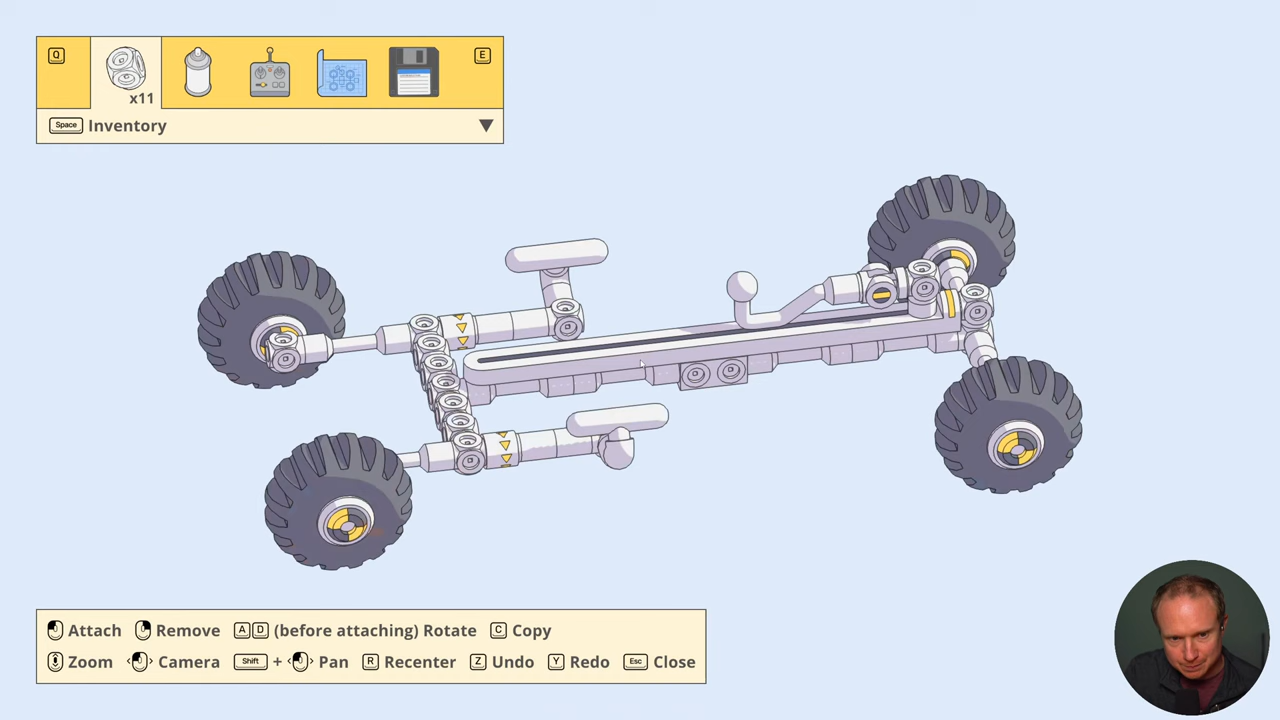 Q
E
x11
Space Inventory
Attach Remove A D (before attaching) Rotate C Copy
Zoom Camera Shift + Pan R Recenter Z Undo Y Redo Esc Close